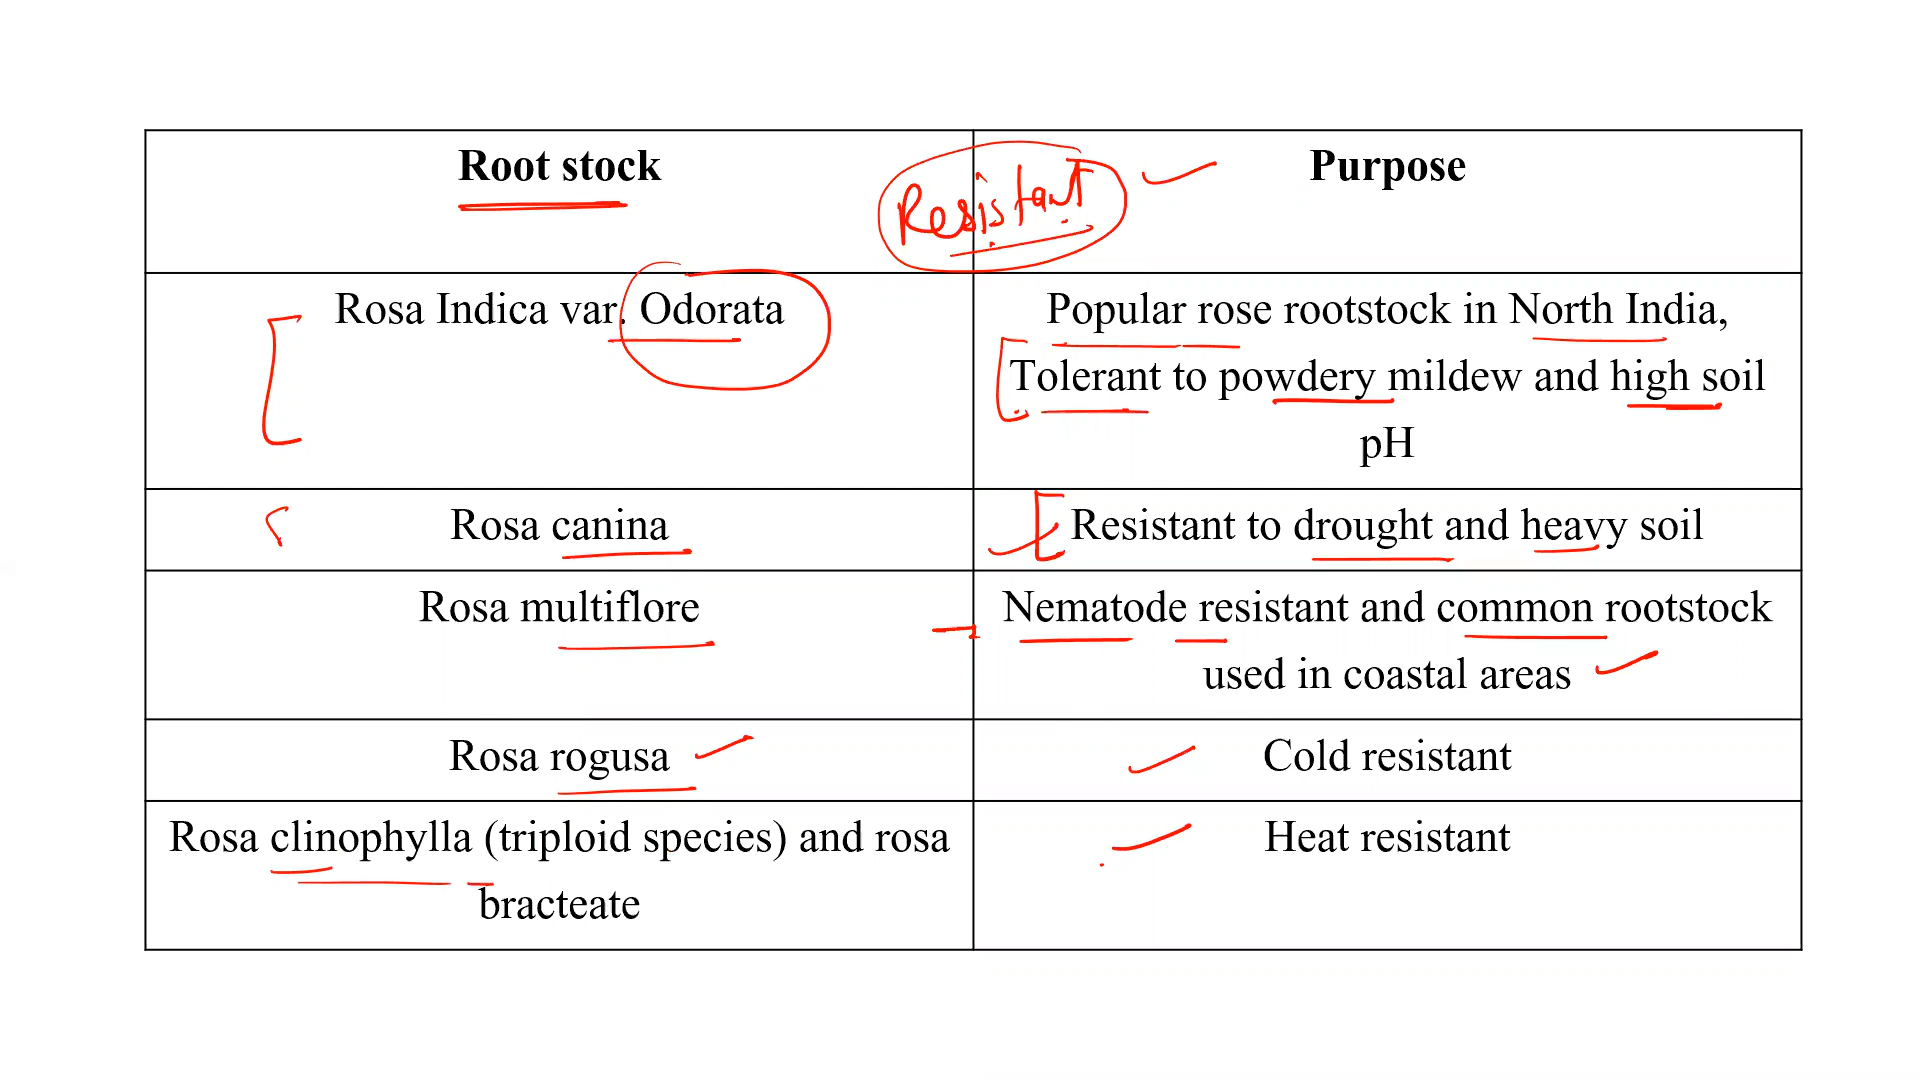 Root stock
Resistant
Purpose
Rosa Indica var. Odorata
Popular rose rootstock in North India,
Tolerant to powdery mildew and high soil
pH
Rosa canina
Resistant to drought and heavy soil
Rosa multiflore
Nematode resistant and common rootstock
used in coastal areas
Rosa rogusa
Cold resistant
Rosa clinophylla (triploid species) and rosa
bracteate
Heat resistant